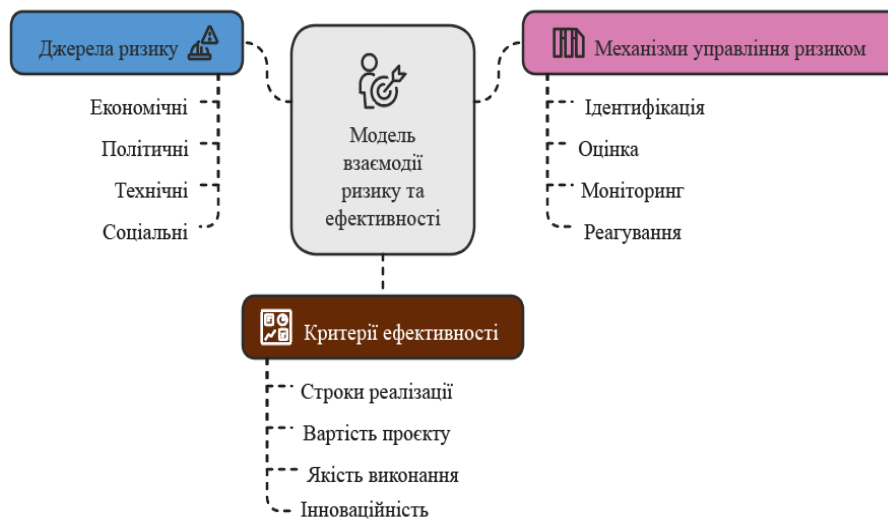 Джерела ризику
Економічні
Політичні
Технічні
Соціальні
Модель
взаємодії
ризику та
ефективності
Механізми управління ризиком
Ідентифікація
Оцінка
Моніторинг
Реагування
Критерії ефективності
Строки реалізації
Вартість проєкту
Якість виконання
Інноваційність